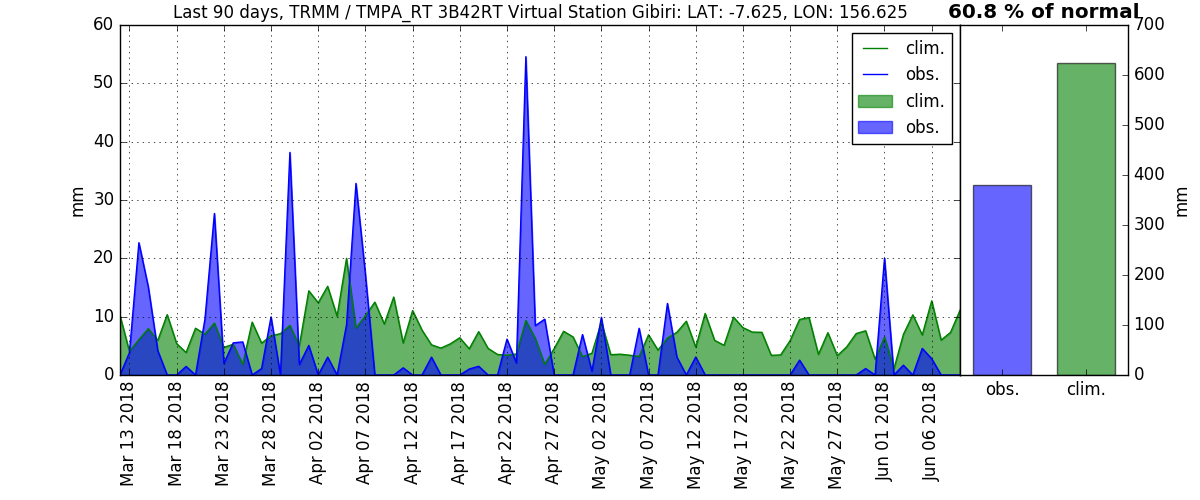 Last 90 days, TRMM / TMPA_RT 3B42RT Virtual Station Gibiri: LAT: -7.625, LON: 156.625
60.8 % of normal
60
50
40
30
20
10
0
mm
clim.
obs.
clim.
obs.
Mar 13 2018
Mar 18 2018
Mar 23 2018
Mar 28 2018
Apr 02 2018
Apr 07 2018
Apr 12 2018
Apr 17 2018
Apr 22 2018
Apr 27 2018
May 02 2018
May 07 2018
May 12 2018
May 17 2018
May 22 2018
May 27 2018
Jun 01 2018
Jun 06 2018
700
600
500
400
300
200
100
0
mm
obs.
clim.